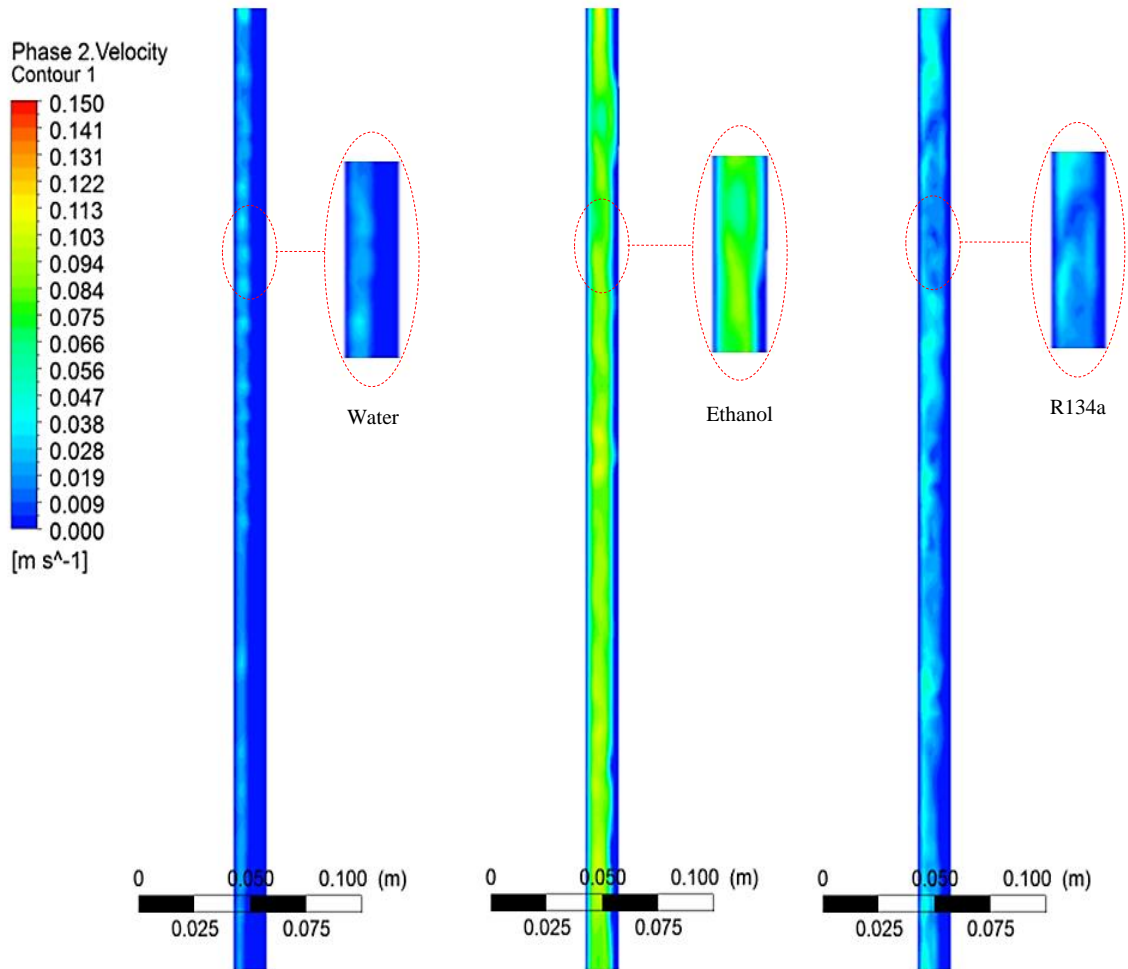 Phase 2.Velocity
Contour 1
0.150
0.141
0.131
0.122
0.113
0.103
0.094
0.084
0.075
0.066
0.056
0.047
0.038
0.028
0.019
0.009
0.000
[m s^-1]
Water
Ethanol
R134a
0 0.050 0.100 (m)
0.025 0.075
0 0.050 0.100 (m)
0.025 0.075
0 0.050 0.100 (m)
0.025 0.075